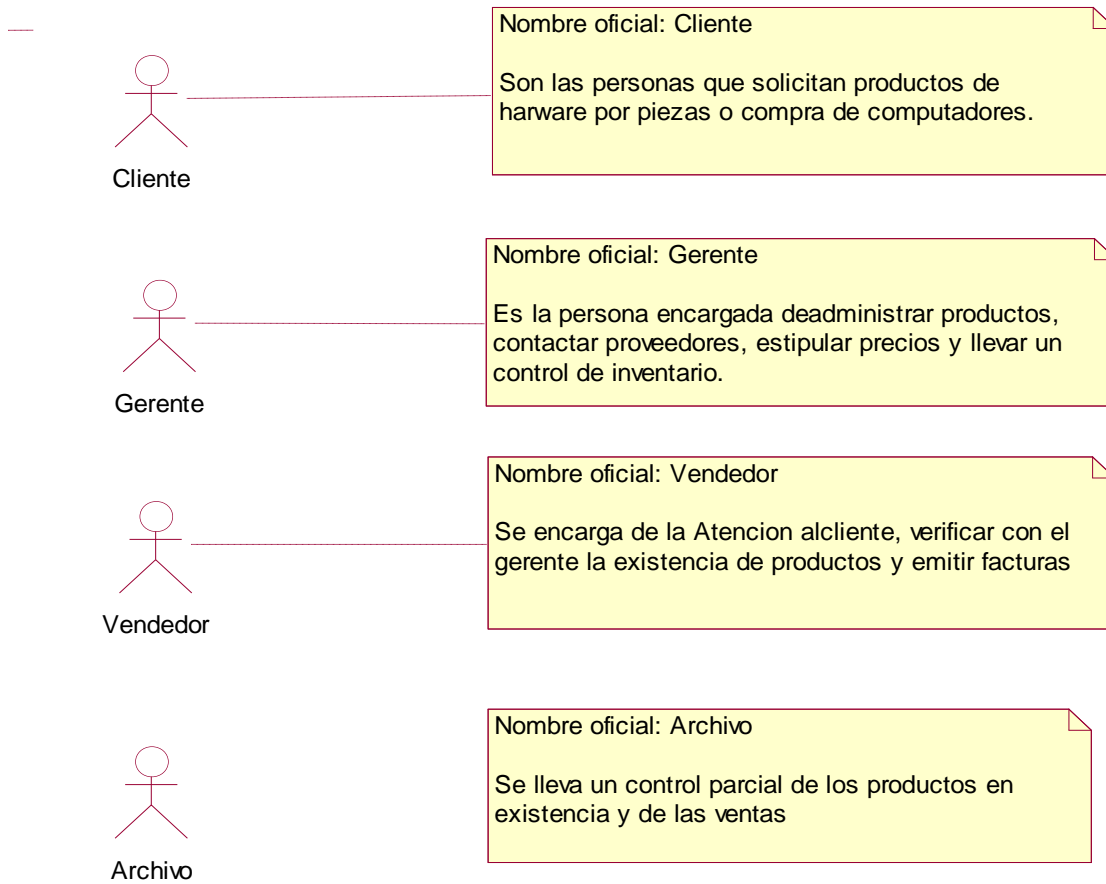 Nombre oficial: Cliente
Son las personas que solicitan productos de
harware por piezas o compra de computadores.
Cliente
Nombre oficial: Gerente
Es la persona encargada deadministrar productos,
contactar proveedores, estipular precios y llevar un
control de inventario.
Gerente
Nombre oficial: Vendedor
Se encarga de la Atencion alcliente, verificar con el
gerente la existencia de productos y emitir facturas
Vendedor
Nombre oficial: Archivo
Se lleva un control parcial de los productos en
existencia y de las ventas
Archivo